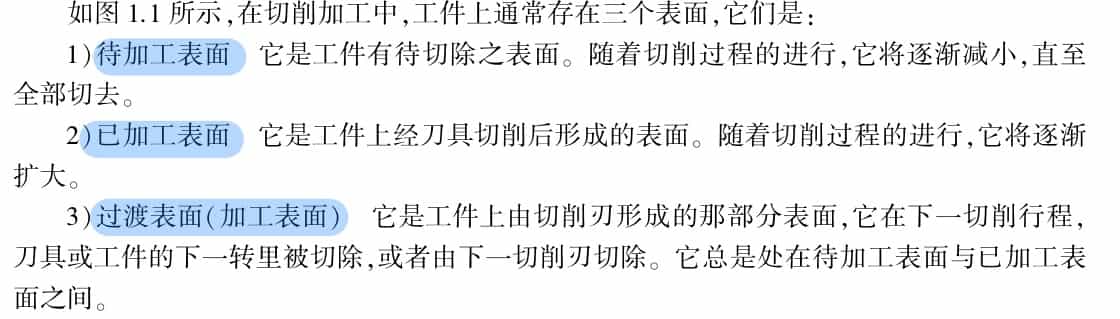 如图 1.1 所示,在切削加工中,工件上通常存在三个表面,它们是:
1)待加工表面 它是工件有待切除之表面。随着切削过程的进行,它将逐渐减小,直至
全部切去。
2)已加工表面 它是工件上经刀具切削后形成的表面。随着切削过程的进行,它将逐渐
扩大。
3)过渡表面(加工表面) 它是工件上由切削刃形成的那部分表面,它在下一切削行程,
刀具或工件的下一转里被切除,或者由下一切削刃切除。它总是处在待加工表面与已加工表
面之间。